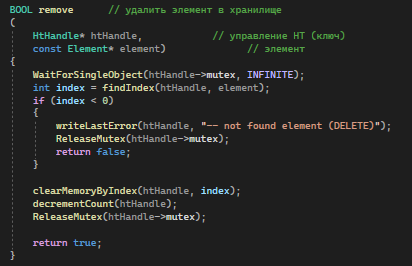 BOOL remove      // удалить элемент в хранилище
(
    HtHandle* htHandle,            // управление HT (ключ)
    const Element* element)              // элемент
{
    WaitForSingleObject(htHandle->mutex, INFINITE);
    int index = findIndex(htHandle, element);
    if (index < 0)
    {
        writeLastError(htHandle, "-- not found element (DELETE)");
        ReleaseMutex(htHandle->mutex);
        return false;
    }

    clearMemoryByIndex(htHandle, index);
    decrementCount(htHandle);
    ReleaseMutex(htHandle->mutex);

    return true;
}